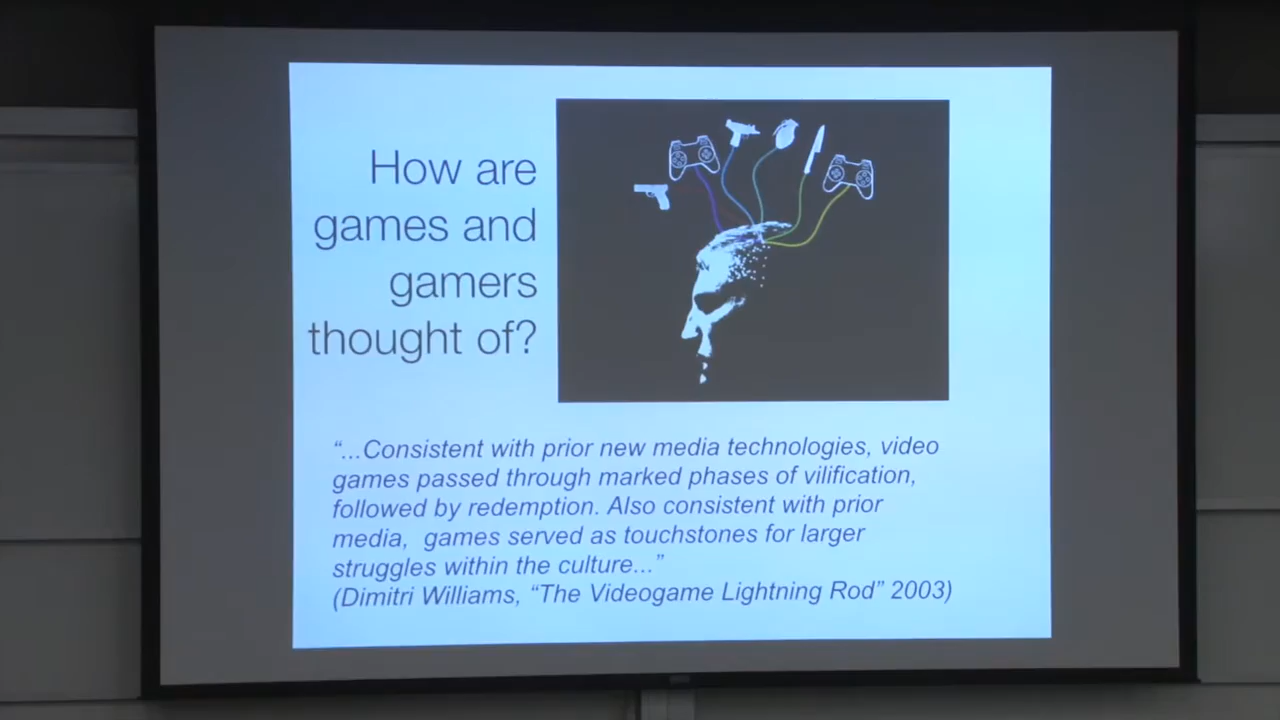 How are
games and
gamers
thought of?
“...Consistent with prior new media technologies, video
games passed through marked phases of vilification,
followed by redemption. Also consistent with prior
media, games served as touchstones for larger
struggles within the culture...”
(Dimitri Williams, “The Videogame Lightning Rod” 2003)